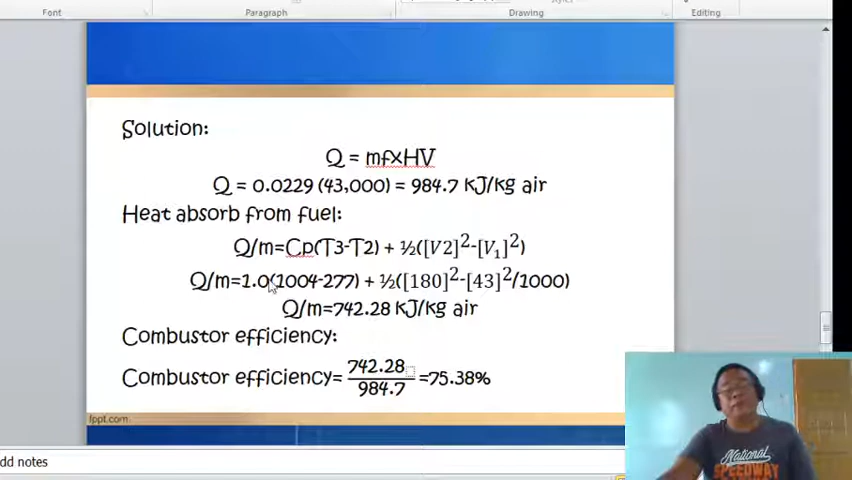 Font Paragraph Drawing Editing
Solution:
Q = mfxHV
Q = 0.0229 (43,000) = 984.7 KJ/kg air
Heat absorb from fuel:
Q/m=Cp(T3-T2) + ½([V2]²-[V₁]²)
Q/m=1.0(1004-277) + ½([180]²-[43]²/1000)
Q/m=742.28 KJ/kg air
Combustor efficiency:
Combustor efficiency= 742.28/984.7 =75.38%
fppt.com
dd notes
National
SPEEDWAY